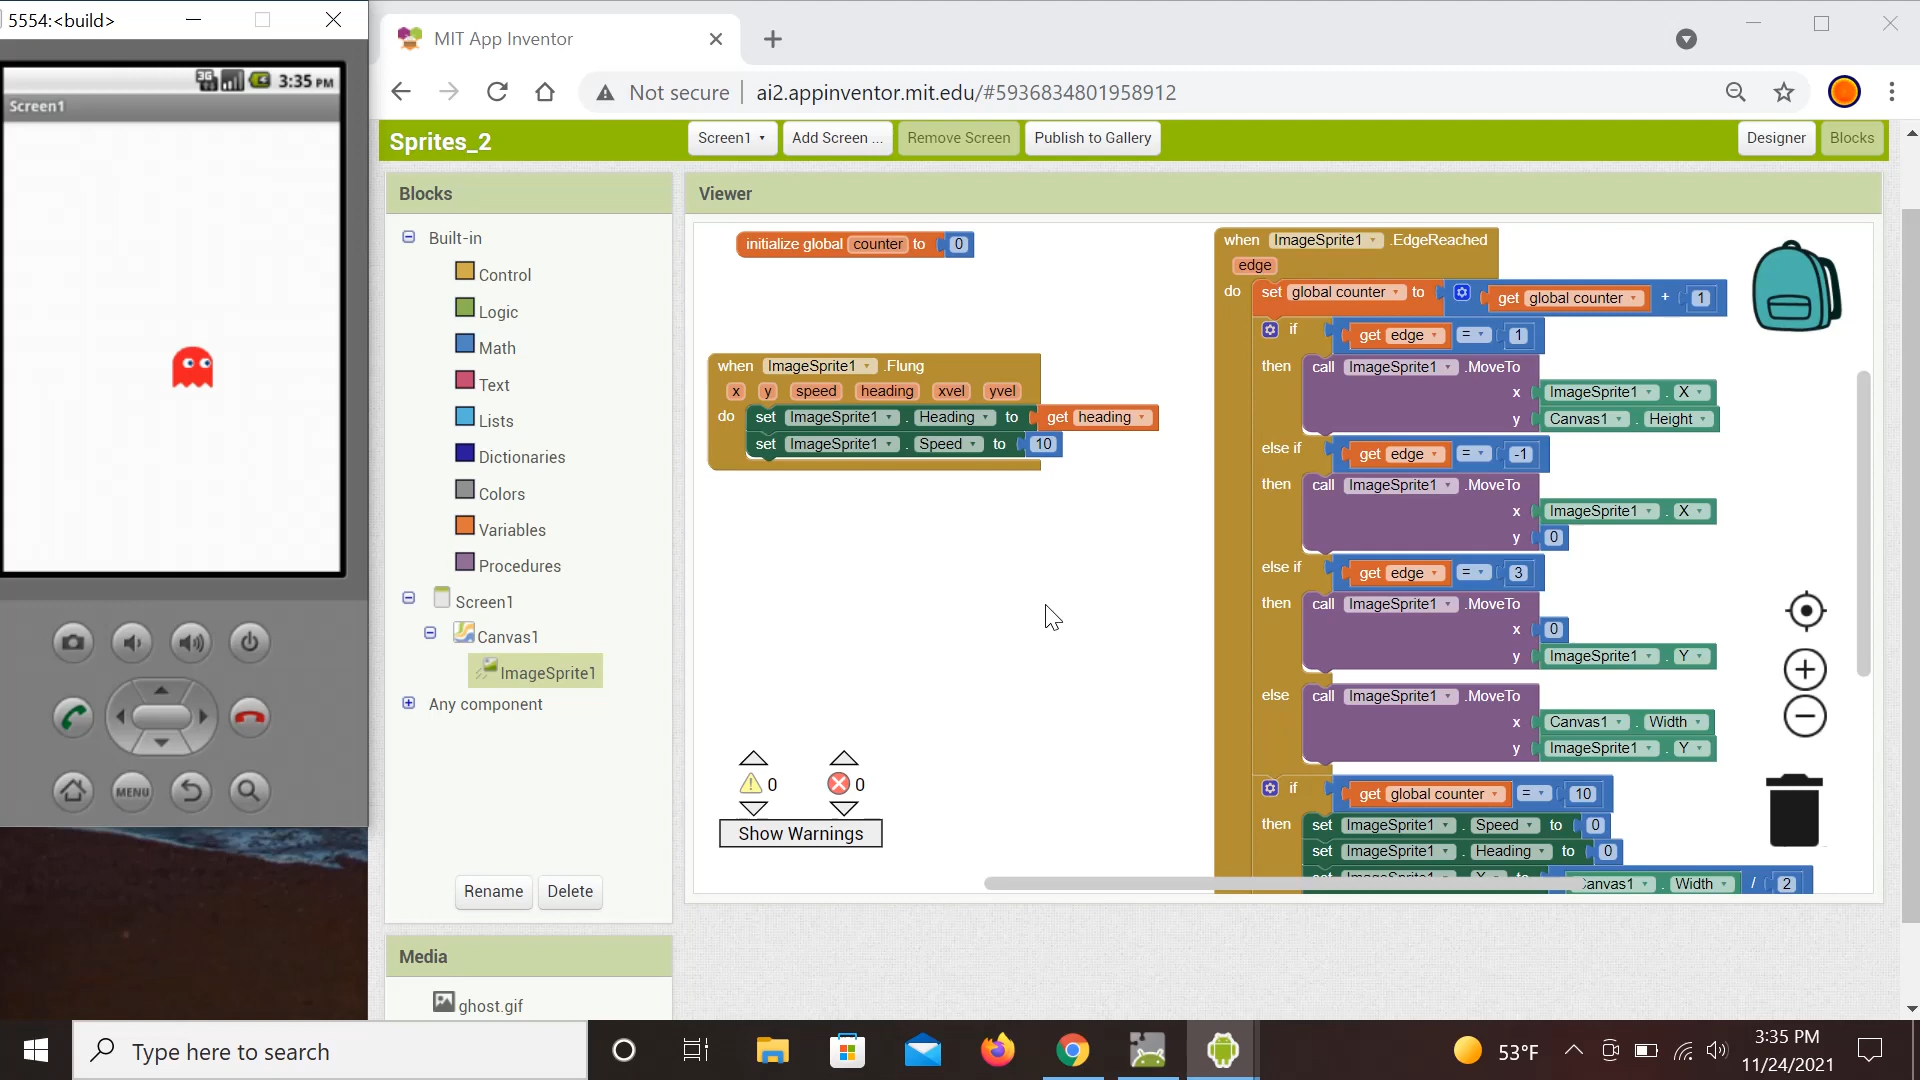 5554:<build>
3G 3:35 PM
Screen1
MENU
MIT App Inventor
Not secure
ai2.appinventor.mit.edu/#5936834801958912
Sprites_2
Screen1
Add Screen ...
Remove Screen
Publish to Gallery
Designer
Blocks
Blocks
Built-in
Control
Logic
Math
Text
Lists
Dictionaries
Colors
Variables
Procedures
Screen1
Canvas1
ImageSprite1
Any component
Rename
Delete
Media
ghost.gif
Viewer
initialize global counter to 0
when ImageSprite1 .Flung
x y speed heading xvel yvel
do set ImageSprite1 . Heading to get heading
set ImageSprite1 . Speed to 10
0 0
Show Warnings
when ImageSprite1 .EdgeReached
edge
do set global counter to get global counter + 1
if get edge = 1
then call ImageSprite1 .MoveTo
x ImageSprite1 . X
y Canvas1 . Height
else if get edge = -1
then call ImageSprite1 .MoveTo
x ImageSprite1 . X
y 0
else if get edge = 3
then call ImageSprite1 .MoveTo
x 0
y ImageSprite1 . Y
else call ImageSprite1 .MoveTo
x Canvas1 . Width
y ImageSprite1 . Y
if get global counter = 10
then set ImageSprite1 . Speed to 0
set ImageSprite1 . Heading to 0
Canvas1 . Width / 2
Type here to search
53°F
3:35 PM
11/24/2021